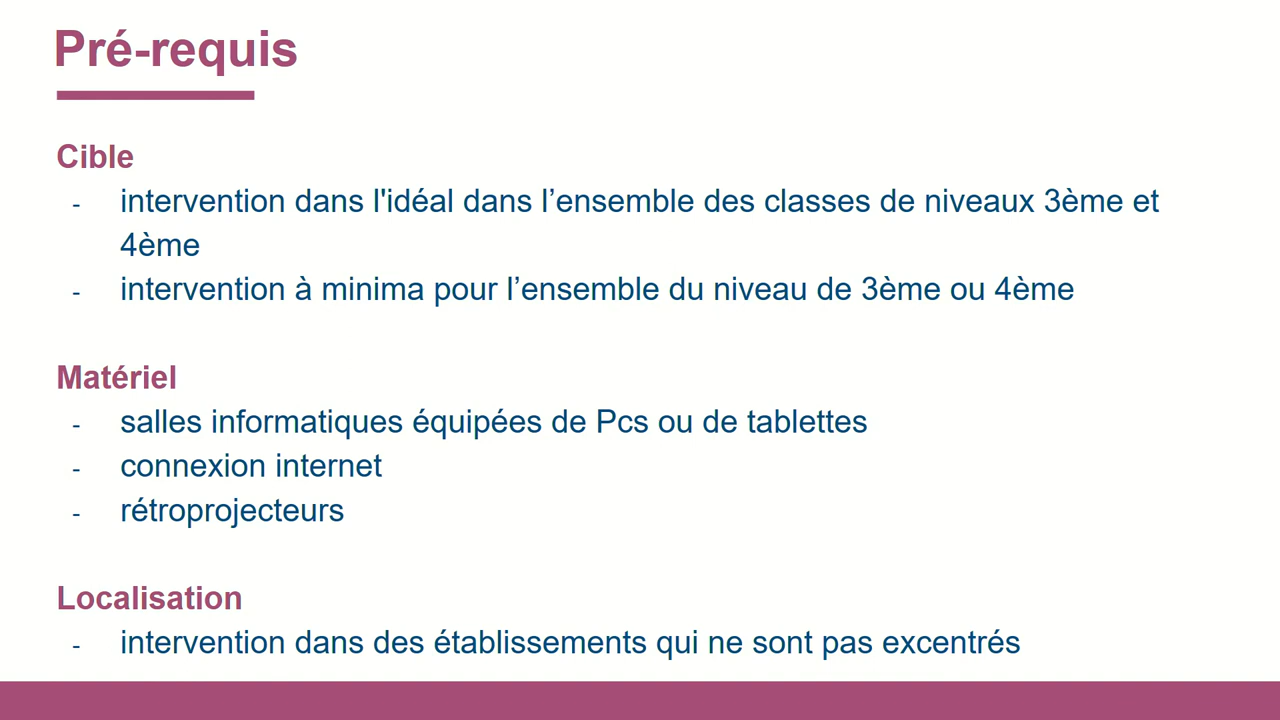 Pré-requis
Cible
- intervention dans l'idéal dans l’ensemble des classes de niveaux 3ème et
4ème
- intervention à minima pour l’ensemble du niveau de 3ème ou 4ème
Matériel
- salles informatiques équipées de Pcs ou de tablettes
- connexion internet
- rétroprojecteurs
Localisation
- intervention dans des établissements qui ne sont pas excentrés